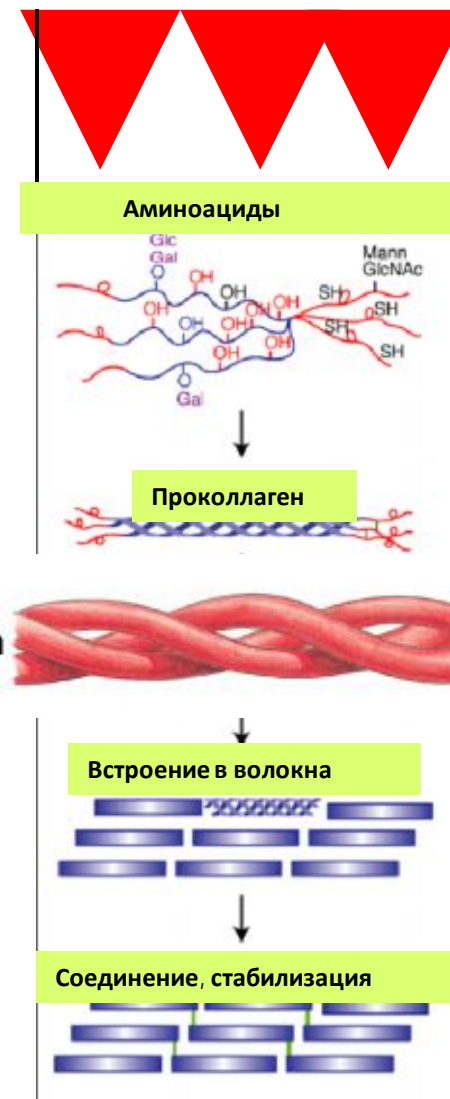 Аминоациды
Glc
Gal
Mann
GlcNAc
O
OH
OH
SH
OH
OH
OH
SH
OH
O
OH
OH
SH
OH
OH
SH
O
Gal
Проколлаген
Встроение в волокна
Соединение, стабилизация